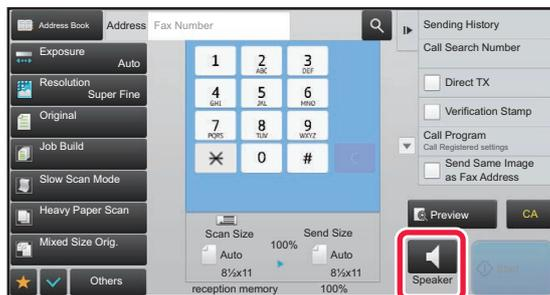 Address Book
Address
Fax Number
Exposure
Auto
Resolution
Super Fine
Original
Job Build
Slow Scan Mode
Heavy Paper Scan
Mixed Size Orig.
Others
1
2
ABC
3
DEF
4
GHI
5
JKL
6
MNO
7
PQRS
8
TUV
9
WXYZ
0
#
C
Scan Size
Auto
8½x11
100%
Send Size
Auto
8½x11
reception memory
100%
Sending History
Call Search Number
Direct TX
Verification Stamp
Call Program
Call Registered settings
Send Same Image
as Fax Address
Preview
CA
Speaker
Start